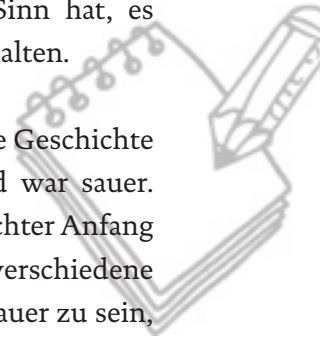 Sinn hat, es
alten.
e Geschichte
d war sauer.
chter Anfang
verschiedene
auer zu sein,